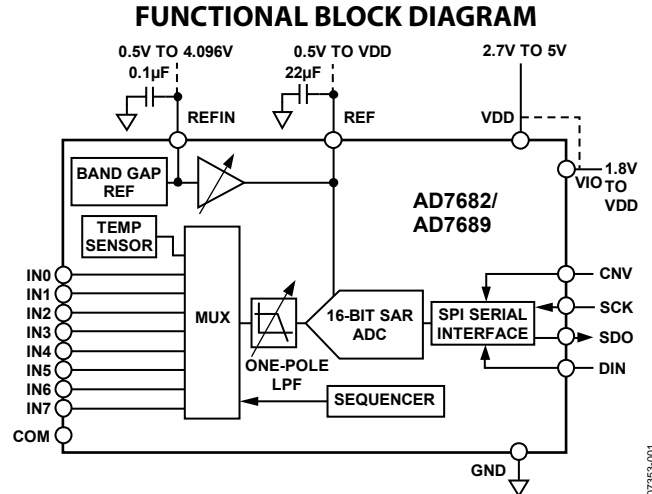 FUNCTIONAL BLOCK DIAGRAM
0.5V TO 4.096V
0.1µF
0.5V TO VDD
22µF
2.7V TO 5V
REFIN
REF
VDD
BAND GAP
REF
AD7682/
AD7689
VIO
1.8V
TO
VDD
TEMP
SENSOR
IN0
IN1
IN2
IN3
IN4
IN5
IN6
IN7
COM
MUX
ONE-POLE
LPF
16-BIT SAR
ADC
SPI SERIAL
INTERFACE
CNV
SCK
SDO
DIN
SEQUENCER
GND
07353-001